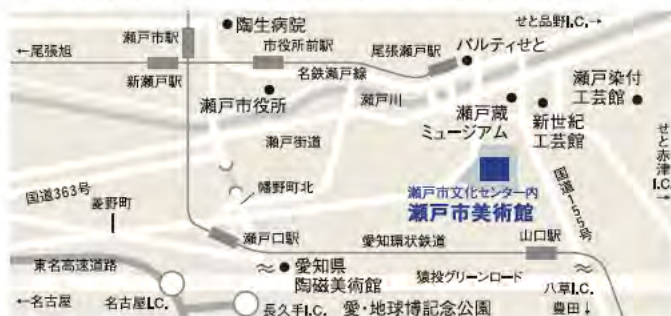 陶生病院
せと品野I.C.→
瀬戸市駅
市役所前駅
尾張瀬戸駅
パルティせと
←尾張旭
新瀬戸駅
名鉄瀬戸線
瀬戸染付
工芸館
瀬戸市役所
瀬戸川
瀬戸蔵
ミュージアム
新世紀
工芸館
瀬戸街道
せと赤津I.C.→
幡野町北
国道363号
菱野町
国道155号
瀬戸市文化センター内
瀬戸市美術館
瀬戸口駅
愛知環状鉄道
山口駅
東名高速道路
愛知県
陶磁美術館
猿投グリーンロード
八草I.C.
←名古屋
名古屋I.C.
長久手I.C.
愛・地球博記念公園
豊田↓